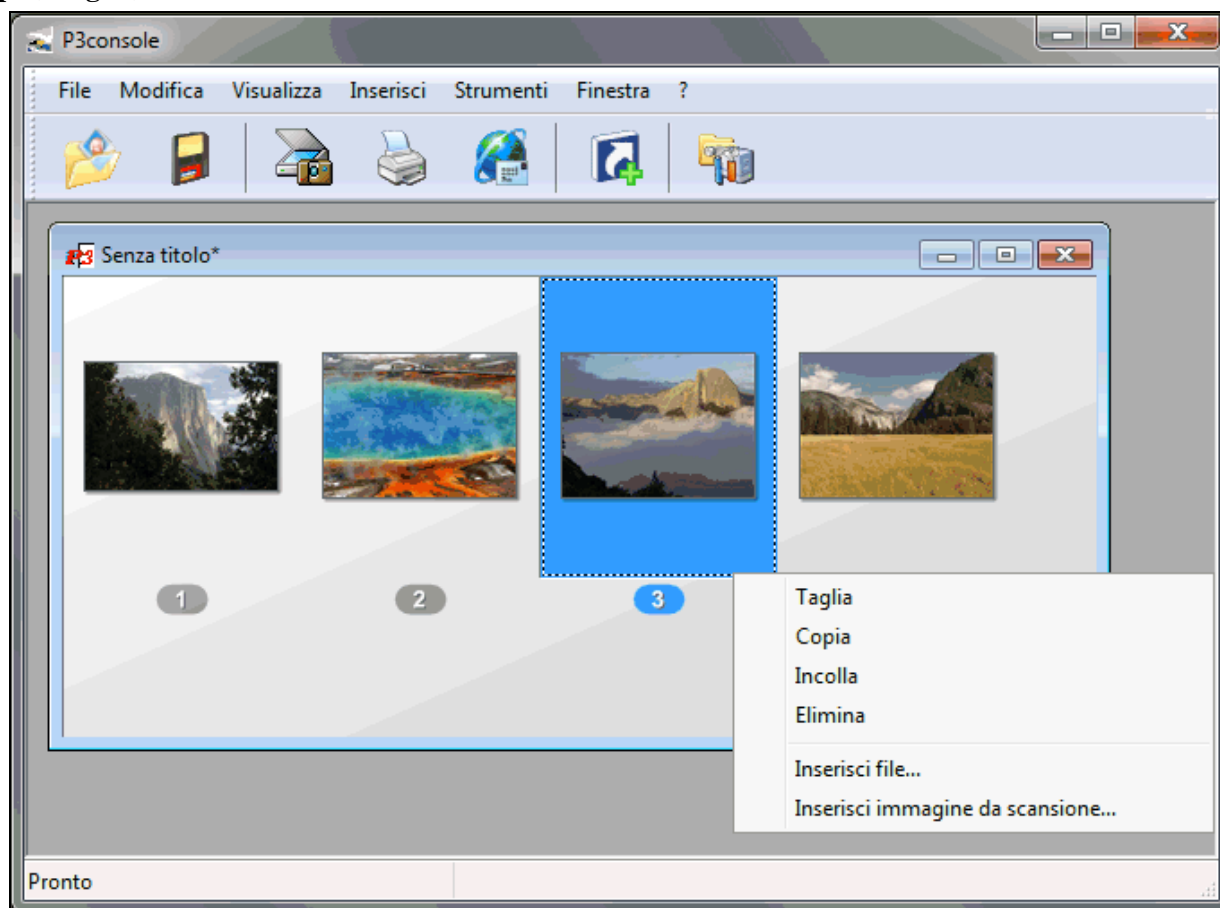 P3console
File Modifica Visualizza Inserisci Strumenti Finestra ?
P3 Senza titolo*
1 2 3
Taglia
Copia
Incolla
Elimina
Inserisci file...
Inserisci immagine da scansione...
Pronto